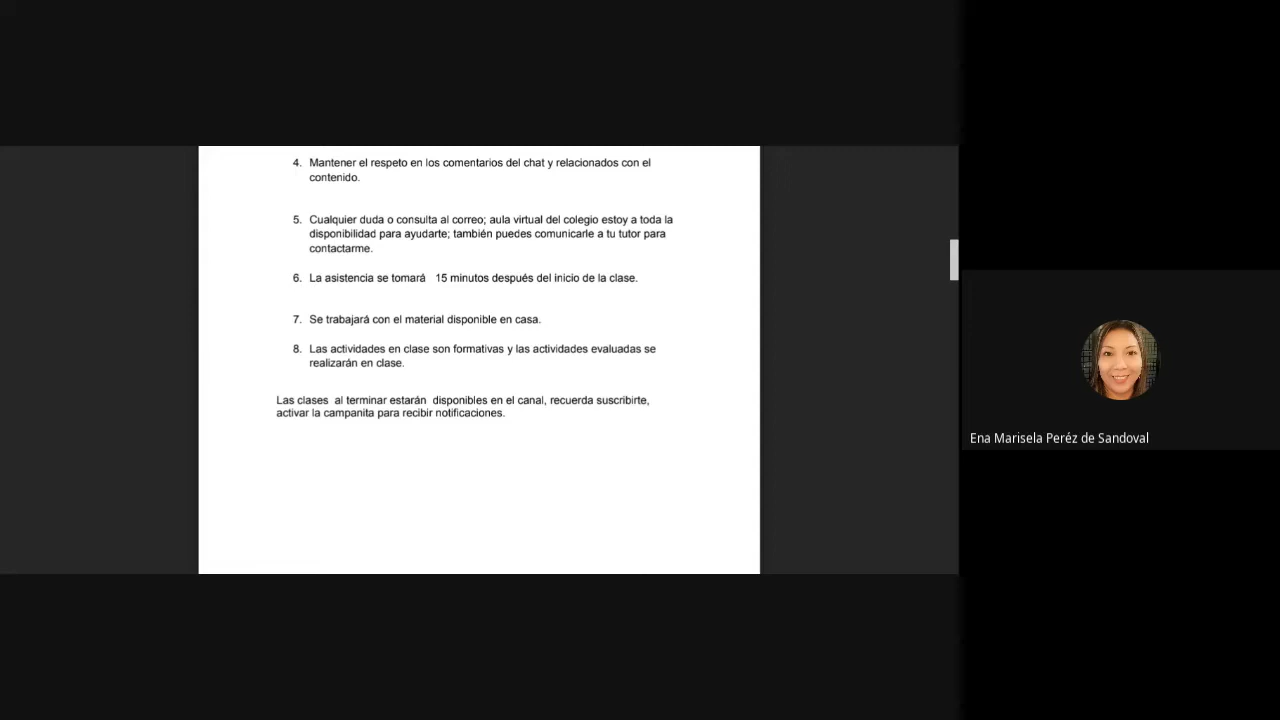 4. Mantener el respeto en los comentarios del chat y relacionados con el
contenido.
5. Cualquier duda o consulta al correo; aula virtual del colegio estoy a toda la
disponibilidad para ayudarte; también puedes comunicarle a tu tutor para
contactarme.
6. La asistencia se tomará 15 minutos después del inicio de la clase.
7. Se trabajará con el material disponible en casa.
8. Las actividades en clase son formativas y las actividades evaluadas se
realizarán en clase.
Las clases al terminar estarán disponibles en el canal, recuerda suscribirte,
activar la campanita para recibir notificaciones.
Ena Marisela Peréz de Sandoval